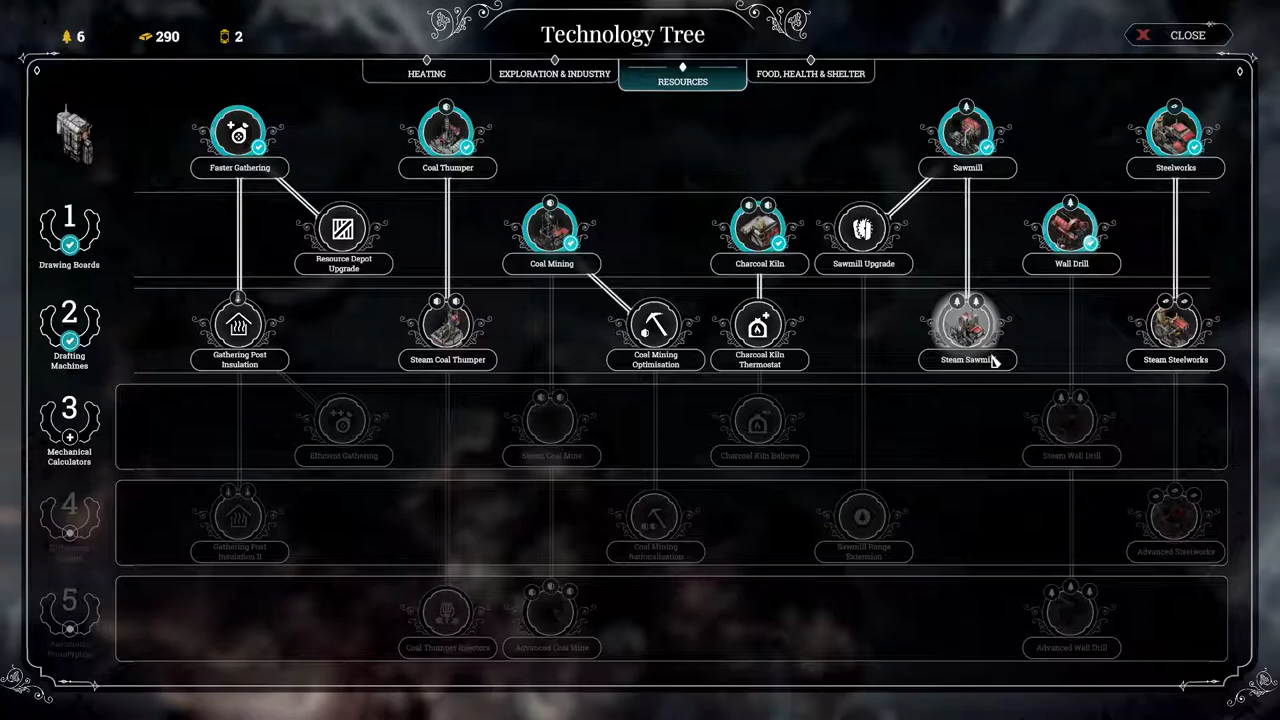 6
290
2
Technology Tree
CLOSE
HEATING
EXPLORATION & INDUSTRY
RESOURCES
FOOD, HEALTH & SHELTER
Faster Gathering
Coal Thumper
Sawmill
Steelworks
1
Drawing Boards
Resource Depot
Upgrade
Coal Mining
Charcoal Kiln
Sawmill Upgrade
Wall Drill
2
Drafting
Machines
Gathering Post
Insulation
Steam Coal Thumper
Coal Mining
Optimisation
Charcoal Kiln
Thermostat
Steam Sawmill
Steam Steelworks
3
Mechanical
Calculators
Efficient Gathering
Steam Coal Mine
Charcoal Kiln Bellows
Steam Wall Drill
4
Gathering Post
Insulation II
Coal Mining
Rationalisation
Sawmill Range
Extension
Advanced Steelworks
5
Coal Thumper Injectors
Advanced Coal Mine
Advanced Wall Drill